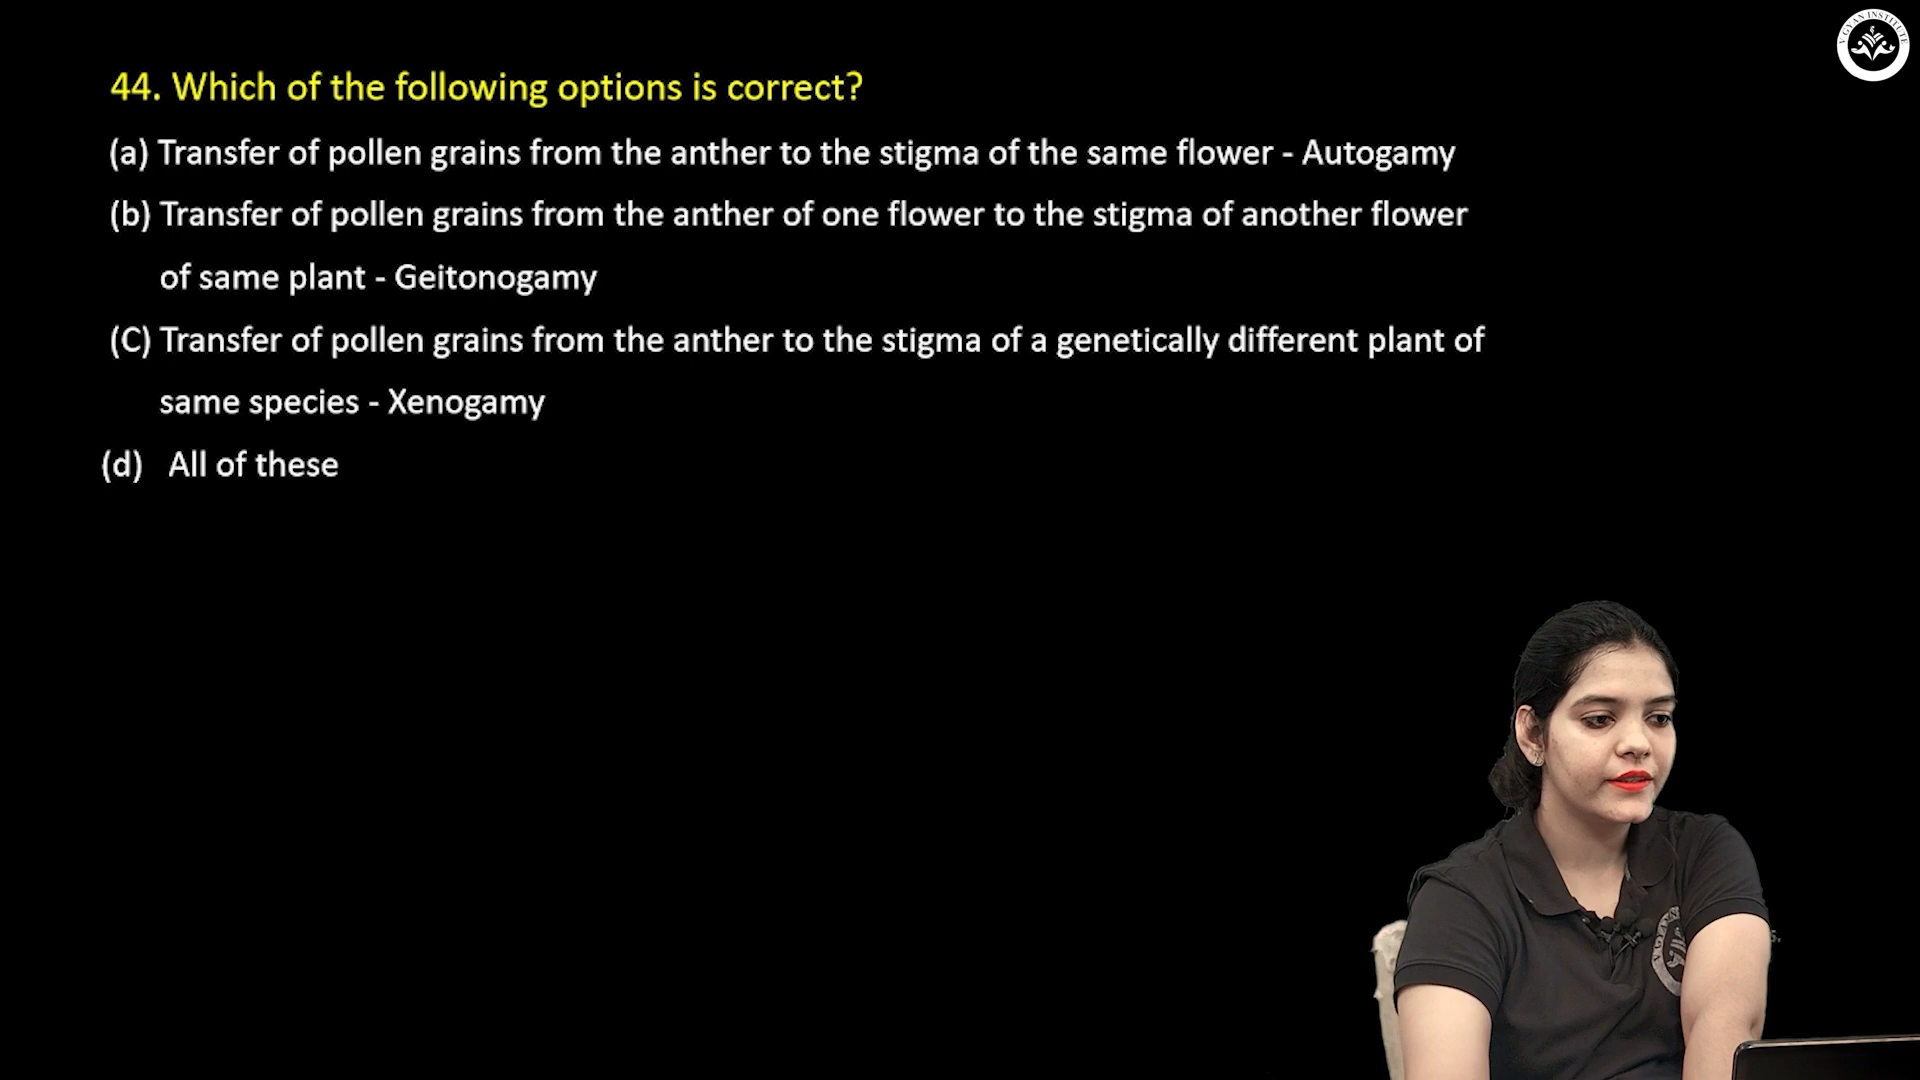 V GYAN INSTITUTE
44. Which of the following options is correct?
(a) Transfer of pollen grains from the anther to the stigma of the same flower - Autogamy
(b) Transfer of pollen grains from the anther of one flower to the stigma of another flower
of same plant - Geitonogamy
(C) Transfer of pollen grains from the anther to the stigma of a genetically different plant of
same species - Xenogamy
(d) All of these
V GYAN